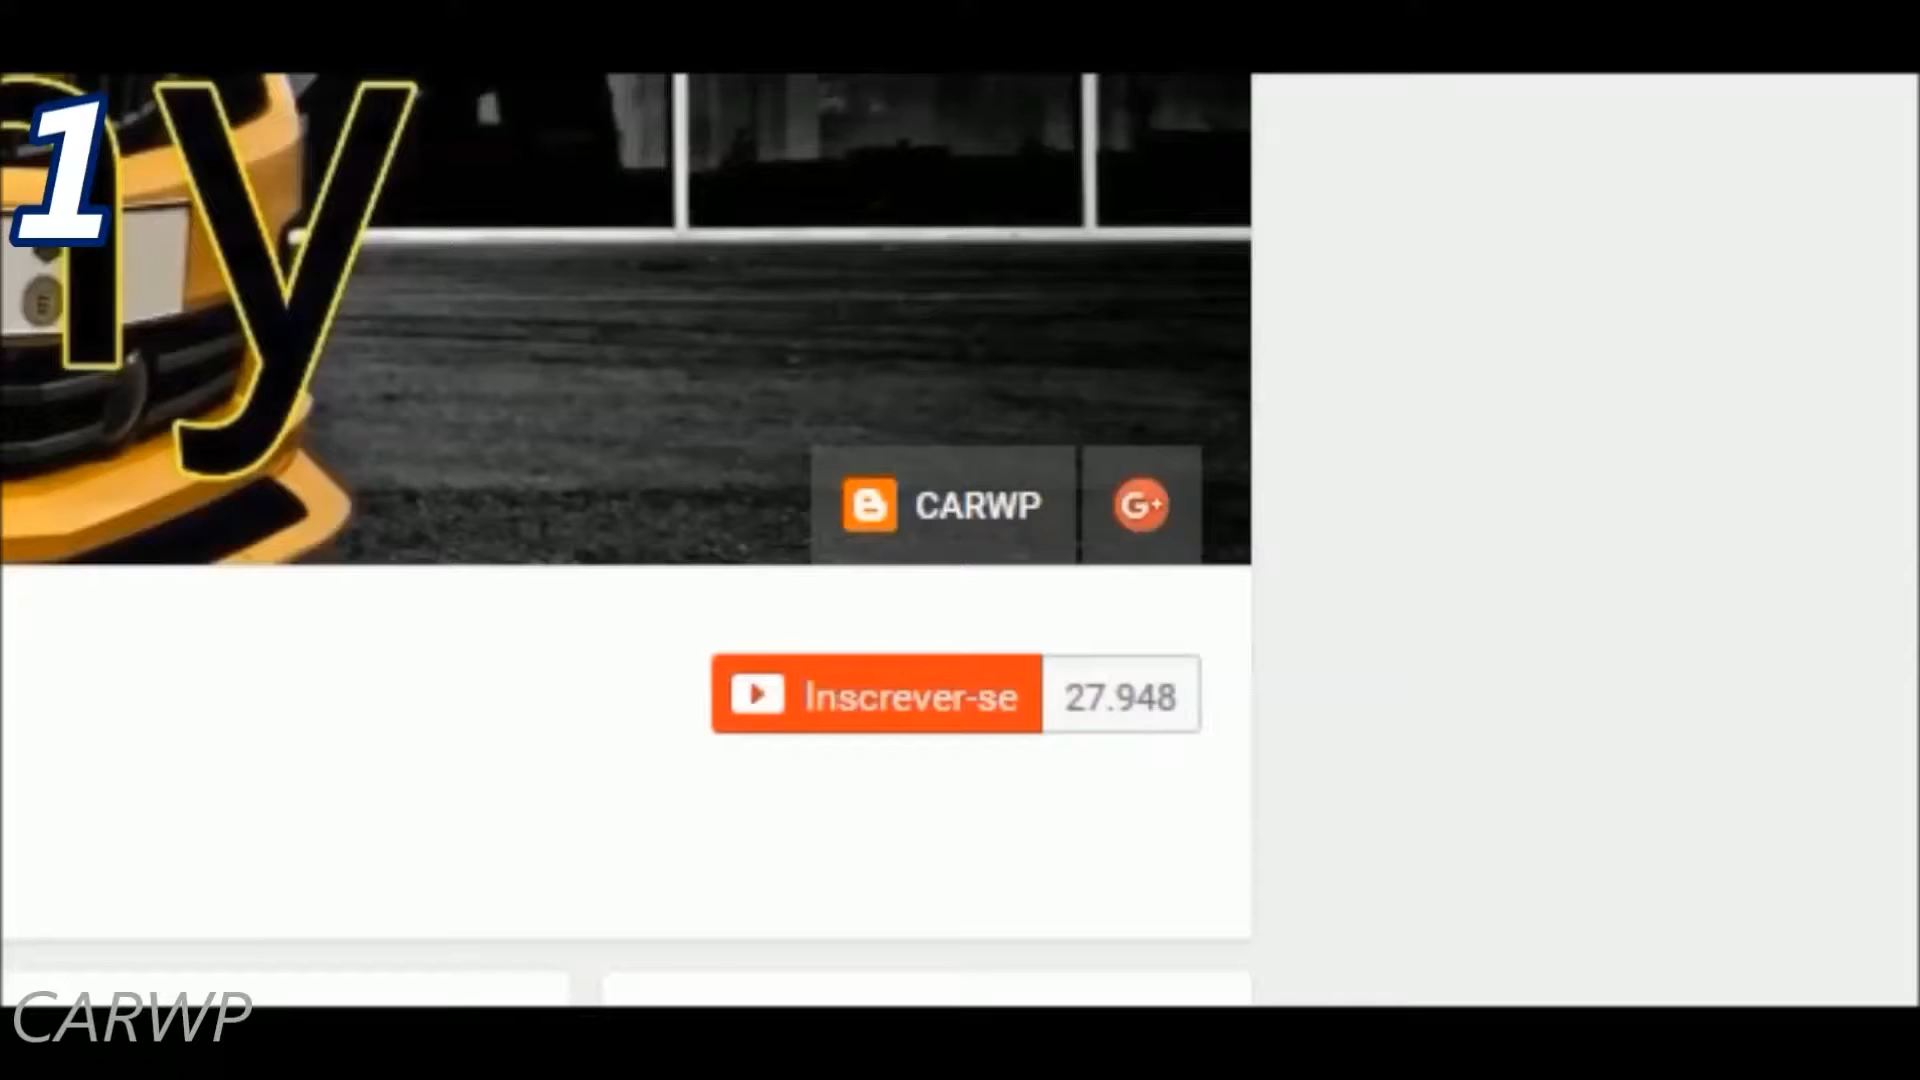 1
y
CARWP
G+
Inscrever-se
27.948
CARWP